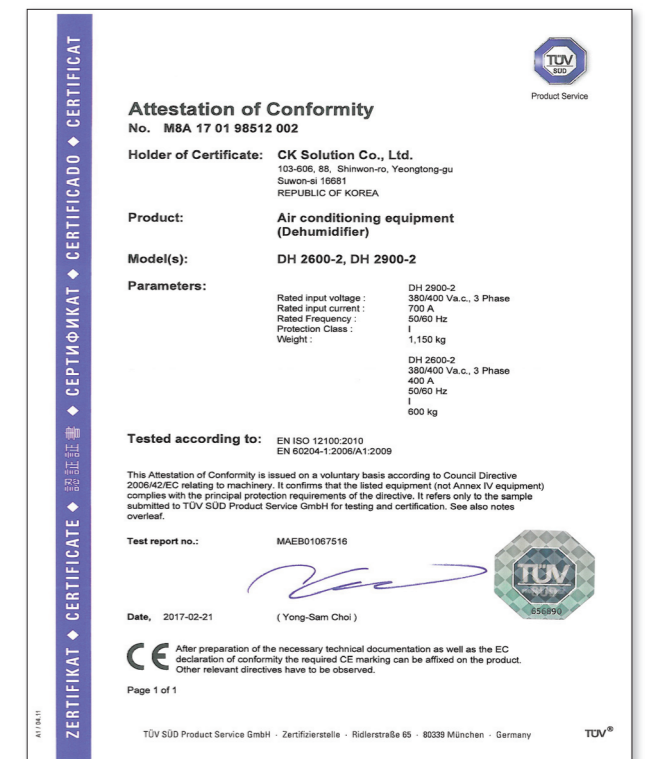 ZERTIFIKAT ◆ CERTIFICATE ◆ 認証証書 ◆ СЕРТИФИКАТ ◆ CERTIFICADO ◆ CERTIFICAT
A1 / 04.11
TÜV
SÜD
Product Service
Attestation of Conformity
No. M8A 17 01 98512 002
Holder of Certificate: CK Solution Co., Ltd.
103-606, 88, Shinwon-ro, Yeongtong-gu
Suwon-si 16681
REPUBLIC OF KOREA
Product: Air conditioning equipment
(Dehumidifier)
Model(s): DH 2600-2, DH 2900-2
Parameters: DH 2900-2
Rated input voltage : 380/400 Va.c., 3 Phase
Rated input current : 700 A
Rated Frequency : 50/60 Hz
Protection Class : I
Weight : 1,150 kg
DH 2600-2
380/400 Va.c., 3 Phase
400 A
50/60 Hz
I
600 kg
Tested according to: EN ISO 12100:2010
EN 60204-1:2006/A1:2009
This Attestation of Conformity is issued on a voluntary basis according to Council Directive
2006/42/EC relating to machinery. It confirms that the listed equipment (not Annex IV equipment)
complies with the principal protection requirements of the directive. It refers only to the sample
submitted to TÜV SÜD Product Service GmbH for testing and certification. See also notes
overleaf.
Test report no.: MAEB01067516
TÜV
SÜD
656890
Date, 2017-02-21 ( Yong-Sam Choi )
CE After preparation of the necessary technical documentation as well as the EC
declaration of conformity the required CE marking can be affixed on the product.
Other relevant directives have to be observed.
Page 1 of 1
TÜV SÜD Product Service GmbH · Zertifizierstelle · Ridlerstraße 65 · 80339 München · Germany TÜV®